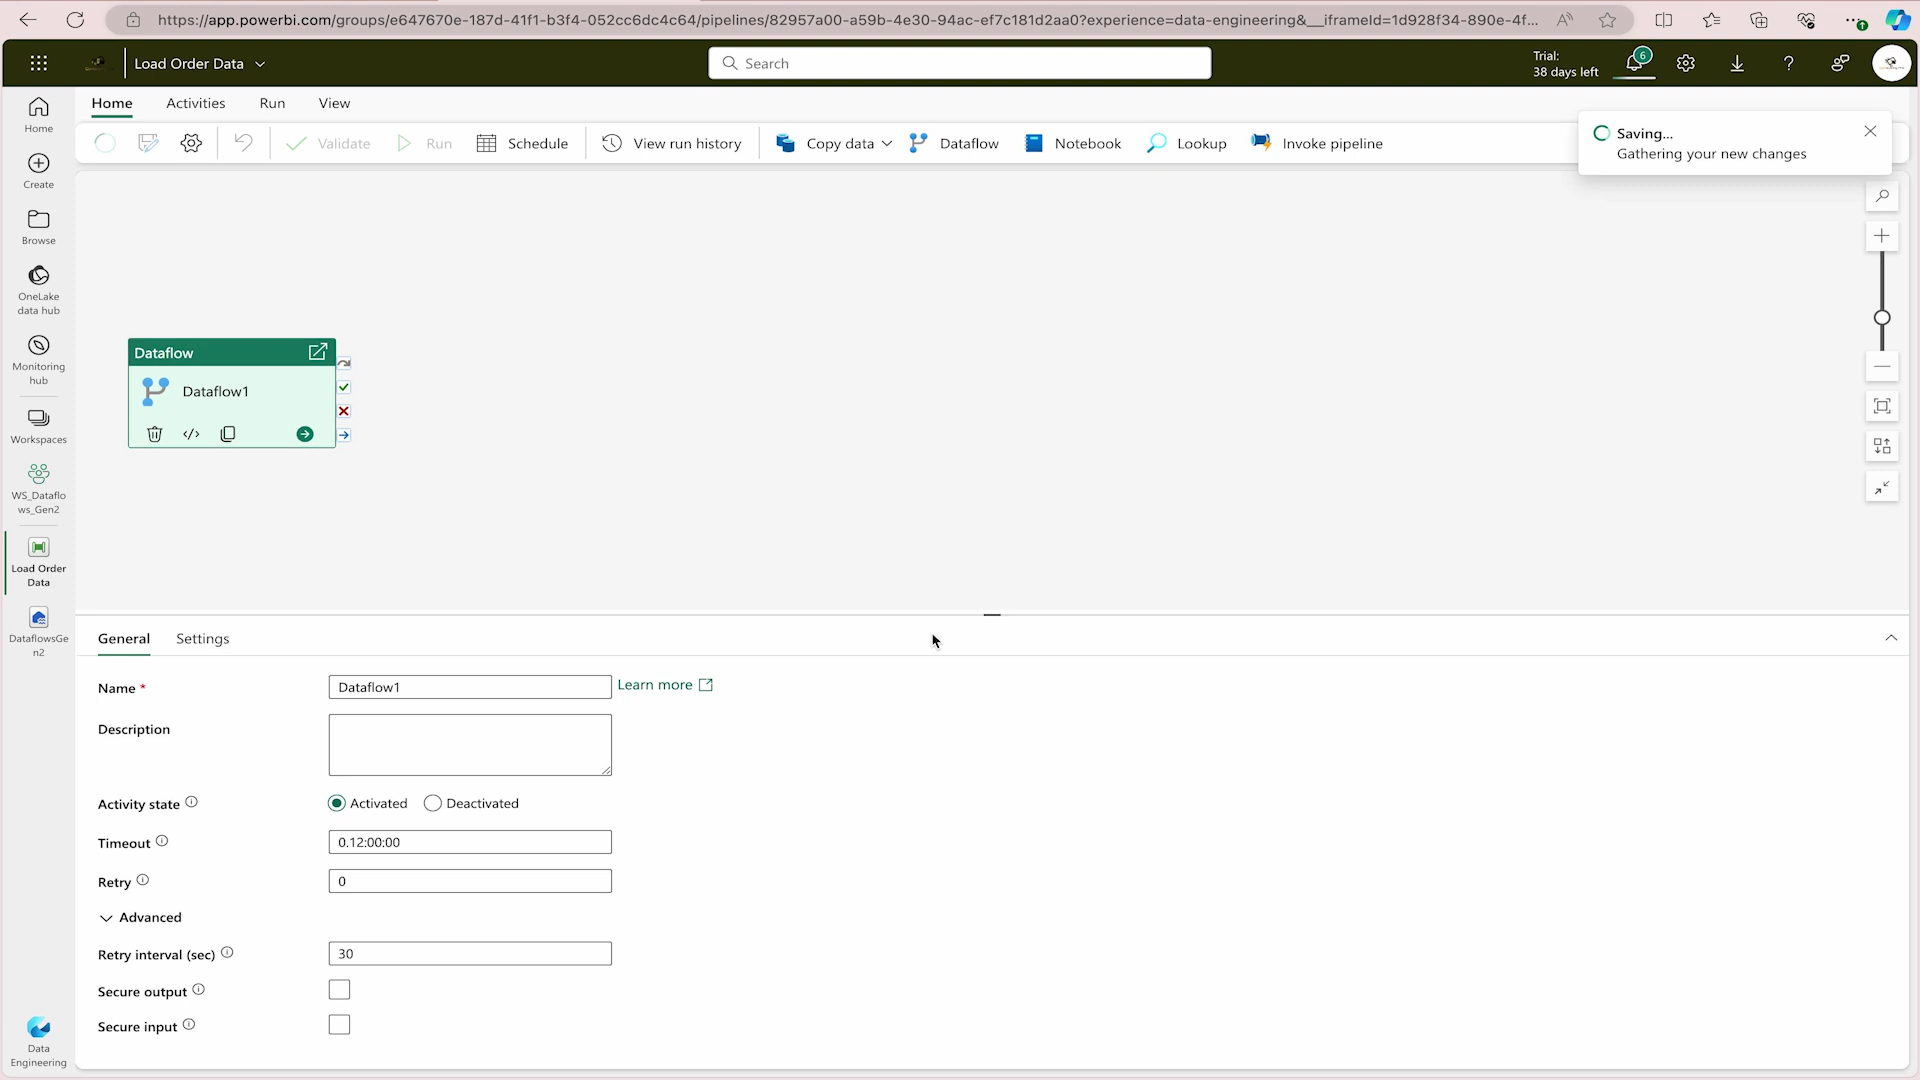 https://app.powerbi.com/groups/e647670e-187d-41f1-b3f4-052cc6dc4c64/pipelines/82957a00-a59b-4e30-94ac-ef7c181d2aa0?experience=data-engineering&__iframeId=1d928f34-890e-4f...
Load Order Data
Search
Trial:
38 days left
6
Home
Activities
Run
View
Validate
Run
Schedule
View run history
Copy data
Dataflow
Notebook
Lookup
Invoke pipeline
Saving...
Gathering your new changes
Home
Create
Browse
OneLake
data hub
Monitoring
hub
Workspaces
WS_Dataflo
ws_Gen2
Load Order
Data
DataflowsGe
n2
Data
Engineering
Dataflow
Dataflow1
General
Settings
Name *
Dataflow1
Learn more
Description
Activity state
Activated
Deactivated
Timeout
0.12:00:00
Retry
0
Advanced
Retry interval (sec)
30
Secure output
Secure input